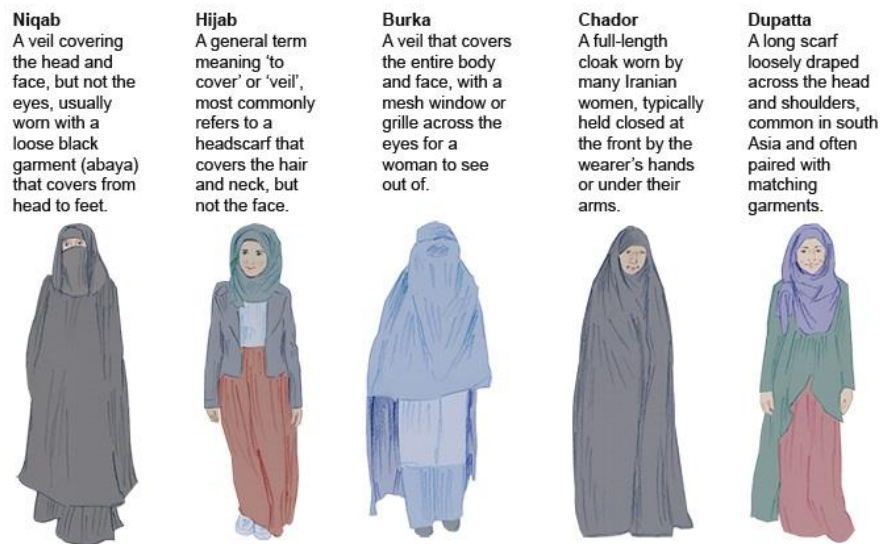 Niqab
A veil covering
the head and
face, but not the
eyes, usually
worn with a
loose black
garment (abaya)
that covers from
head to feet.
Hijab
A general term
meaning ‘to
cover’ or ‘veil’,
most commonly
refers to a
headscarf that
covers the hair
and neck, but
not the face.
Burka
A veil that covers
the entire body
and face, with a
mesh window or
grille across the
eyes for a
woman to see
out of.
Chador
A full-length
cloak worn by
many Iranian
women, typically
held closed at
the front by the
wearer’s hands
or under their
arms.
Dupatta
A long scarf
loosely draped
across the head
and shoulders,
common in south
Asia and often
paired with
matching
garments.